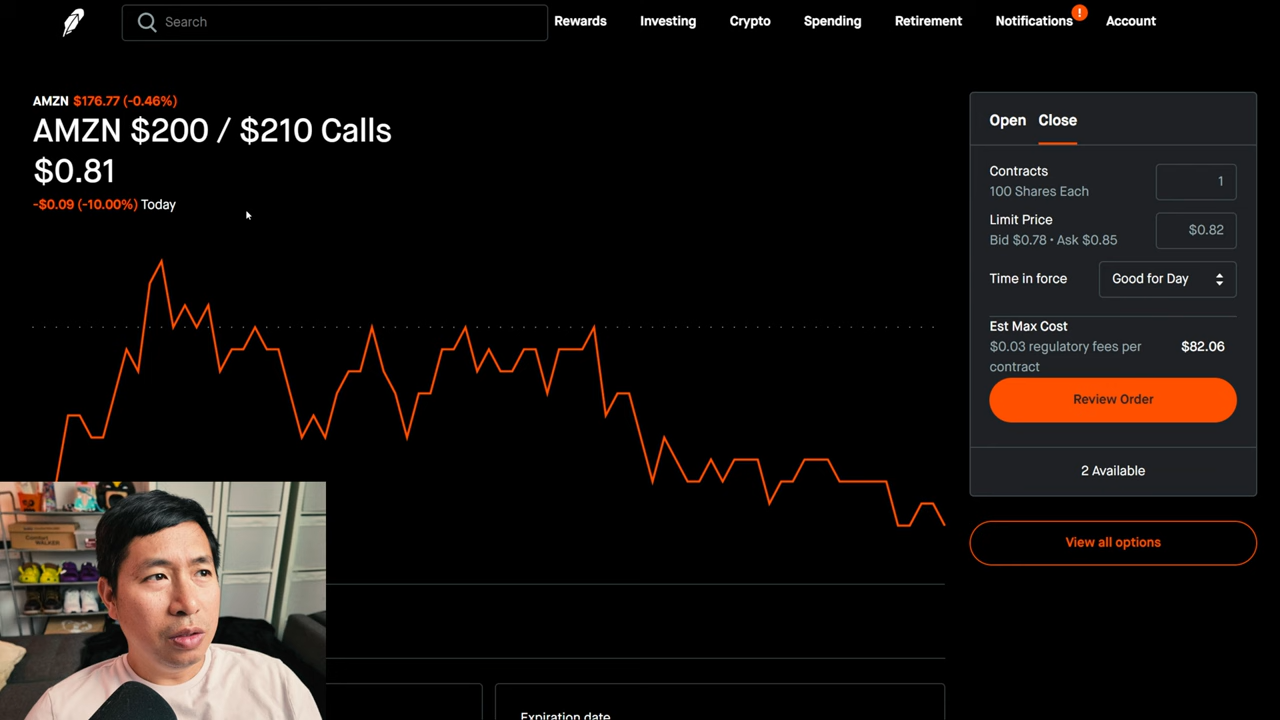 Search
Rewards
Investing
Crypto
Spending
Retirement
Notifications
!
Account
AMZN $176.77 (-0.46%)
AMZN $200 / $210 Calls
$0.81
-$0.09 (-10.00%) Today
Open Close
Contracts
100 Shares Each
1
Limit Price
Bid $0.78 • Ask $0.85
$0.82
Time in force
Good for Day
Est Max Cost
$0.03 regulatory fees per
contract
$82.06
Review Order
2 Available
View all options
Expiration date